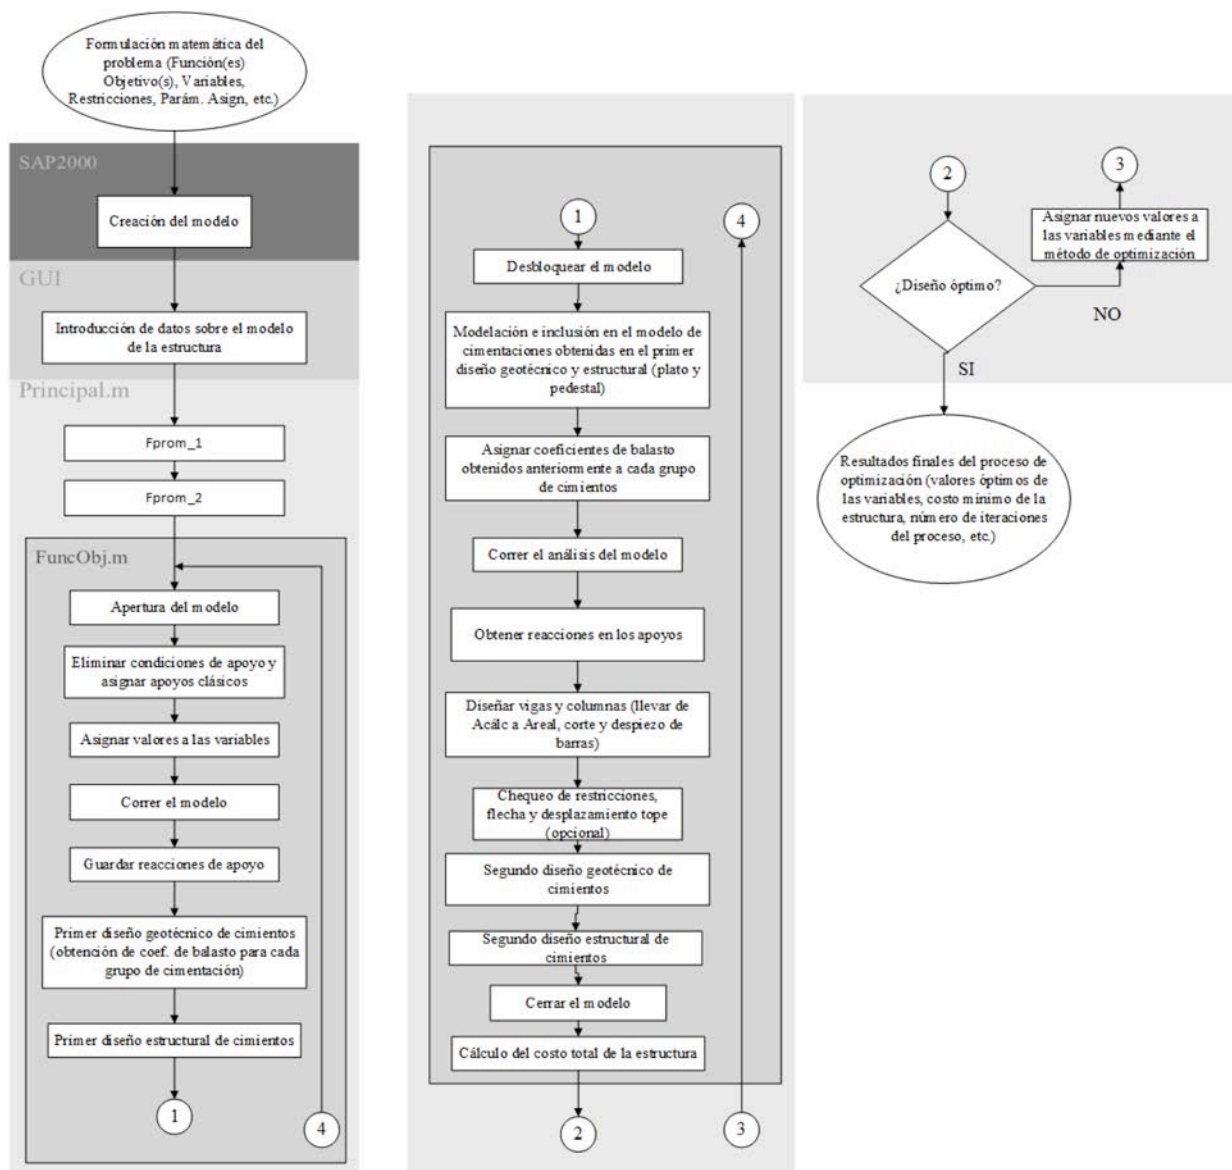 Formulación matemática del
problema (Función(es)
Objetivo(s), Variables,
Restricciones, Parám. Asign, etc.)
SAP2000
Creación del modelo
GUI
Introducción de datos sobre el modelo
de la estructura
Principal.m
Fprom_1
Fprom_2
FuncObj.m
Apertura del modelo
Eliminar condiciones de apoyo y
asignar apoyos clásicos
Asignar valores a las variables
Correr el modelo
Guardar reacciones de apoyo
Primer diseño geotécnico de cimientos
(obtención de coef. de balasto para cada
grupo de cimentación)
Primer diseño estructural de cimientos
1
4
1
4
Desbloquear el modelo
Modelación e inclusión en el modelo de
cimentaciones obtenidas en el primer
diseño geotécnico y estructural (plato y
pedestal)
Asignar coeficientes de balasto
obtenidos anteriormente a cada grupo
de cimientos
Correr el análisis del modelo
Obtener reacciones en los apoyos
Diseñar vigas y columnas (llevar de
Acálc a Areal, corte y despiezo de
barras)
Chequeo de restricciones,
flecha y desplazamiento tope
(opcional)
Segundo diseño geotécnico de
cimientos
Segundo diseño estructural de
cimientos
Cerrar el modelo
Cálculo del costo total de la estructura
2
3
2
3
Asignar nuevos valores a
las variables mediante el
método de optimización
¿Diseño óptimo?
NO
SI
Resultados finales del proceso de
optimización (valores óptimos de
las variables, costo mínimo de la
estructura, número de iteraciones
del proceso, etc.)